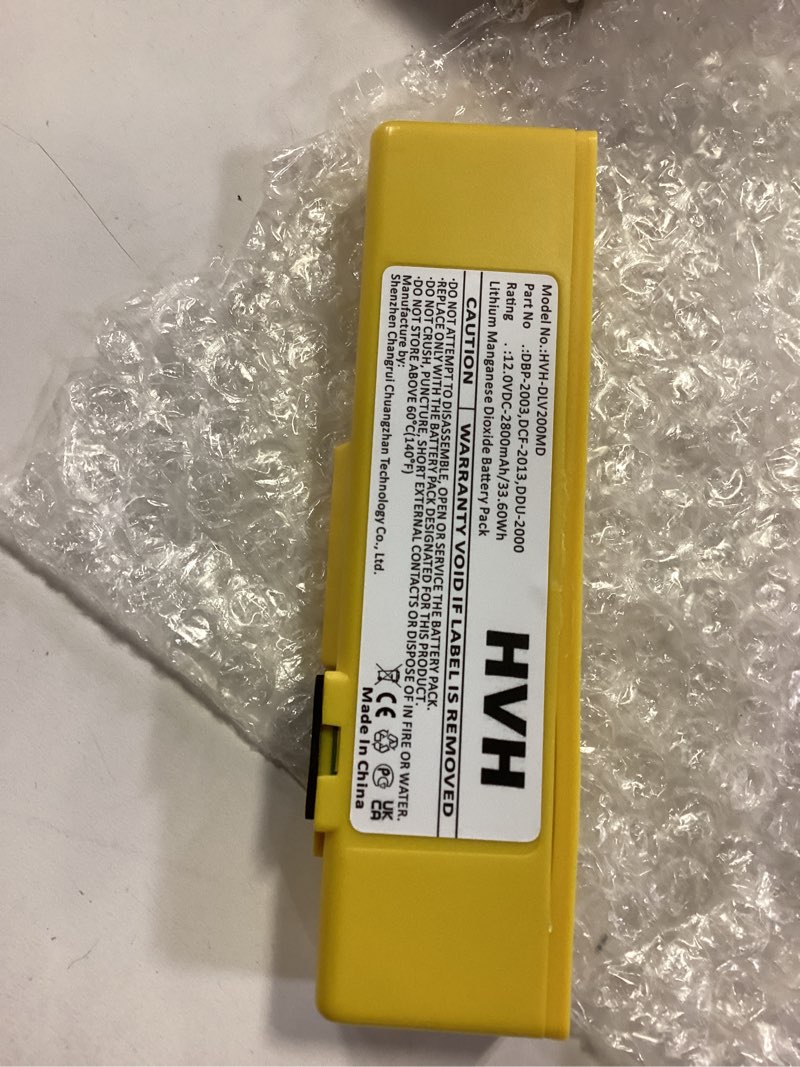 Model No.:HVH-DLV200MD
Part No .:DBP-2003,DCF-2013,DDU-2000
Rating .:12.0VDC-2800mAh/33.60Wh
Lithium Manganese Dioxide Battery Pack
HVH
CAUTION WARRANTY VOID IF LABEL IS REMOVED
·DO NOT ATTEMPT TO DISASSEMBLE, OPEN OR SERVICE THE BATTERY PACK.
·REPLACE ONLY WITH THE BATTERY PACK DESIGNATED FOR THIS PRODUCT.
·DO NOT CRUSH, PUNCTURE, SHORT EXTERNAL CONTACTS OR DISPOSE OF IN FIRE OR WATER.
·DO NOT STORE ABOVE 60°C(140°F)
Manufacture by:
Shenzhen Changrui Chuangzhan Technology Co., Ltd.
CE PC UK
CA
Made In China